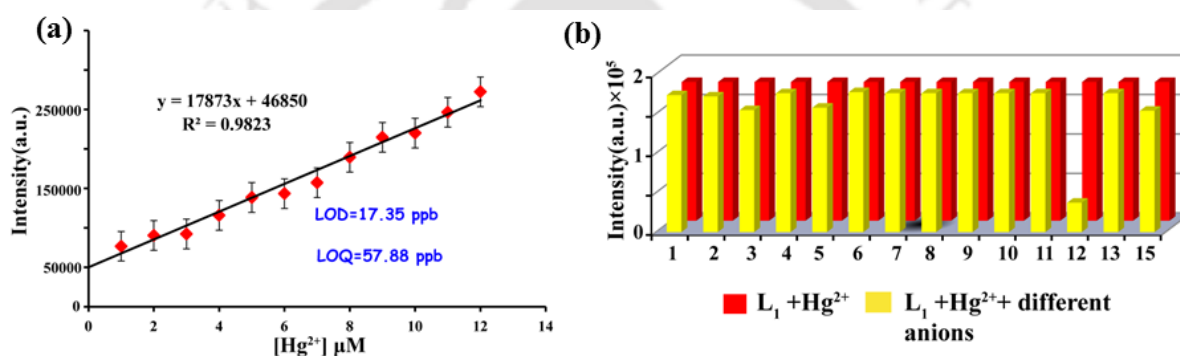 (a)
Intensity(a.u.)
250000
150000
50000
0
y = 17873x + 46850
R² = 0.9823
LOD=17.35 ppb
LOQ=57.88 ppb
0 2 4 6 8 10 12 14
[Hg²⁺] µM
(b)
Intensity(a.u.)×10⁵
2
1
0
1 2 3 4 5 6 7 8 9 10 11 12 13 15
L₁ +Hg²⁺
L₁ +Hg²⁺+ different
anions